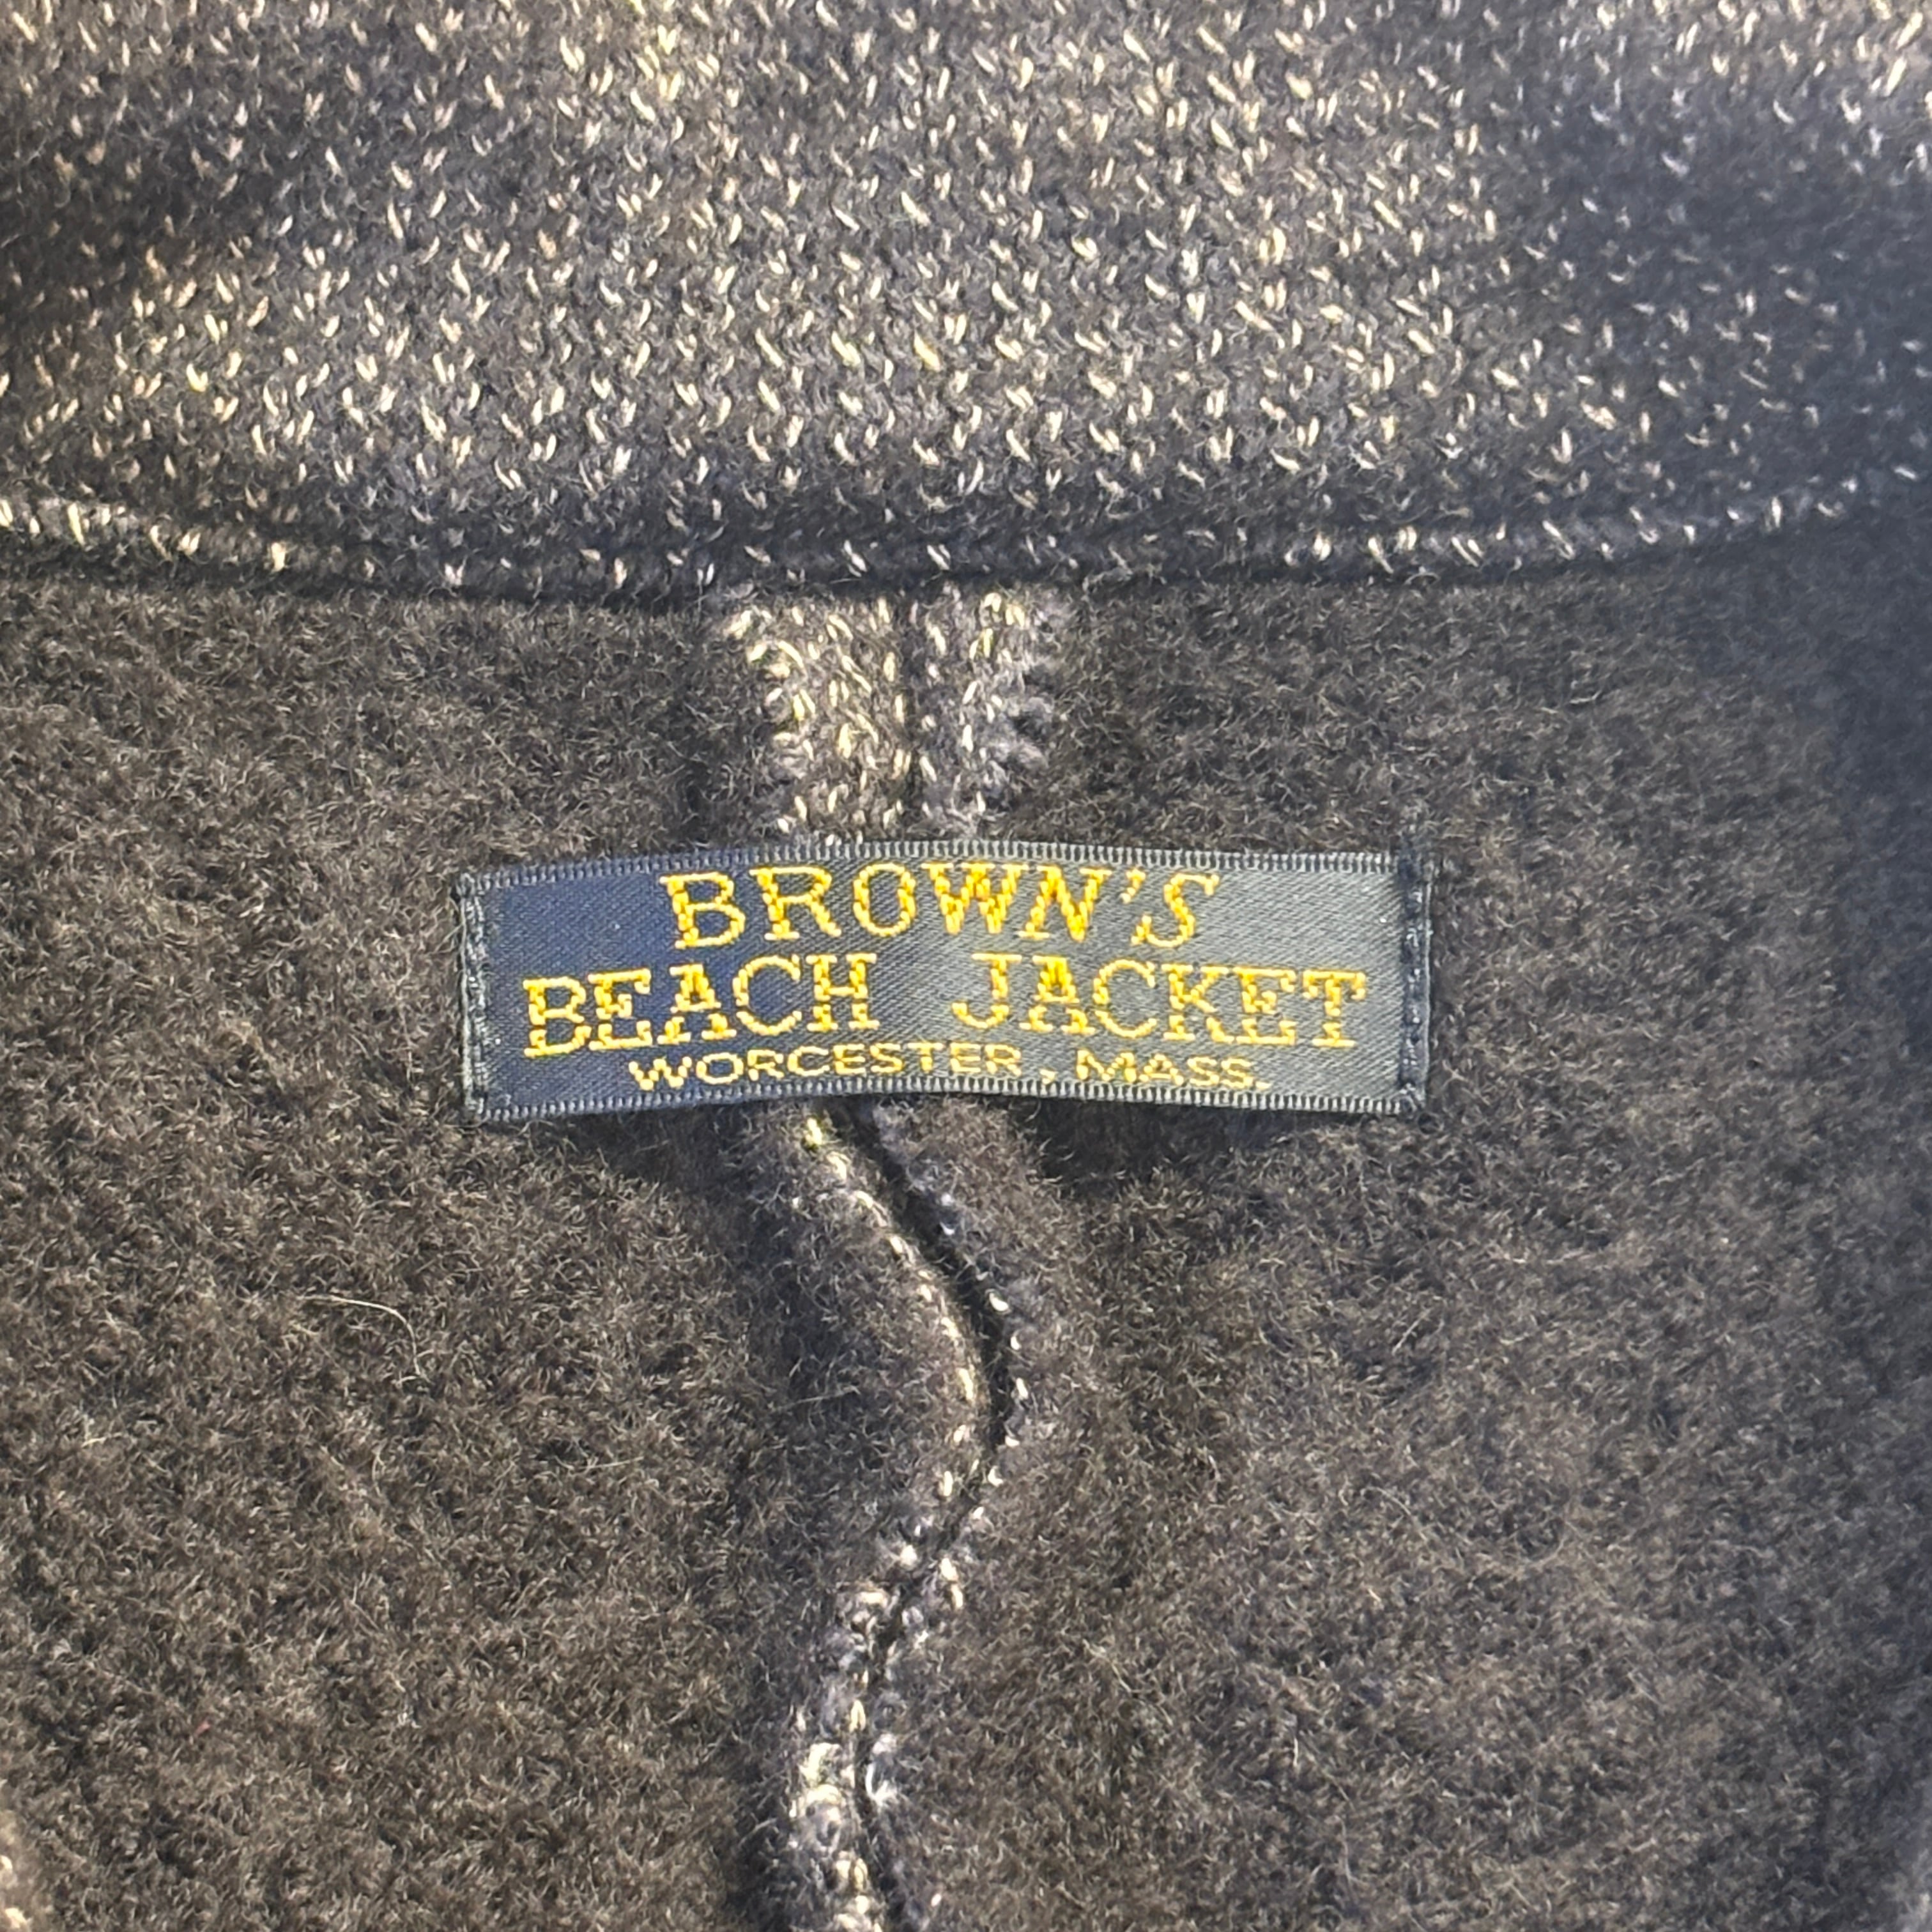 BROWN'S
BEACH JACKET
WORCESTER, MASS.